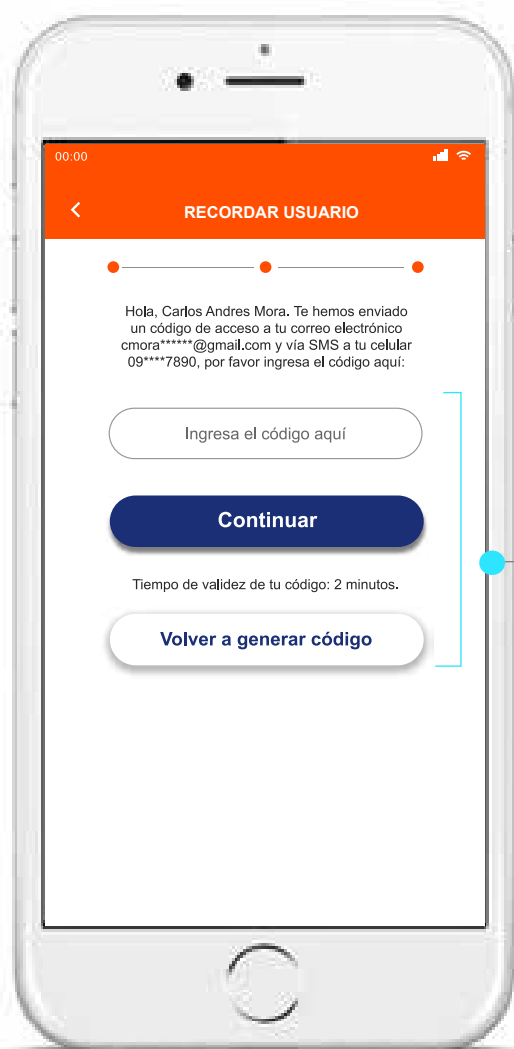 00:00
RECORDAR USUARIO
Hola, Carlos Andres Mora. Te hemos enviado
un código de acceso a tu correo electrónico
cmora******@gmail.com y vía SMS a tu celular
09****7890, por favor ingresa el código aquí:
Ingresa el código aquí
Continuar
Tiempo de validez de tu código: 2 minutos.
Volver a generar código